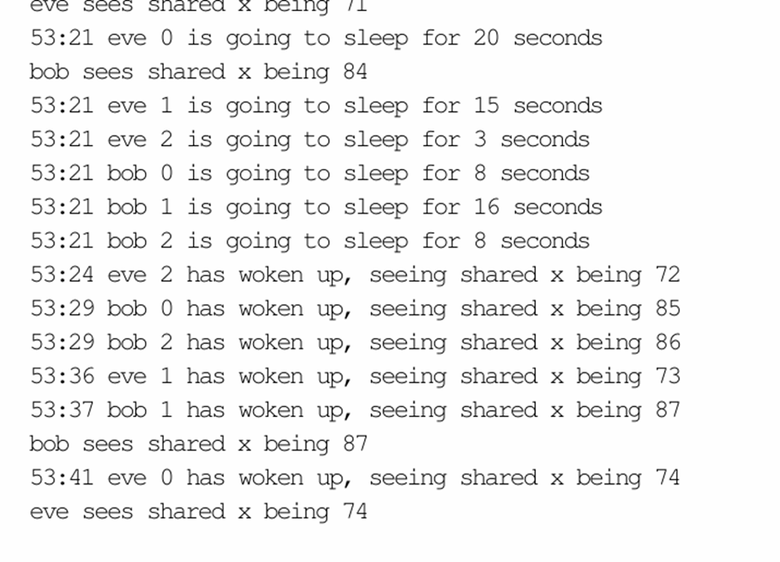 eve sees shared x being 71
53:21 eve 0 is going to sleep for 20 seconds
bob sees shared x being 84
53:21 eve 1 is going to sleep for 15 seconds
53:21 eve 2 is going to sleep for 3 seconds
53:21 bob 0 is going to sleep for 8 seconds
53:21 bob 1 is going to sleep for 16 seconds
53:21 bob 2 is going to sleep for 8 seconds
53:24 eve 2 has woken up, seeing shared x being 72
53:29 bob 0 has woken up, seeing shared x being 85
53:29 bob 2 has woken up, seeing shared x being 86
53:36 eve 1 has woken up, seeing shared x being 73
53:37 bob 1 has woken up, seeing shared x being 87
bob sees shared x being 87
53:41 eve 0 has woken up, seeing shared x being 74
eve sees shared x being 74